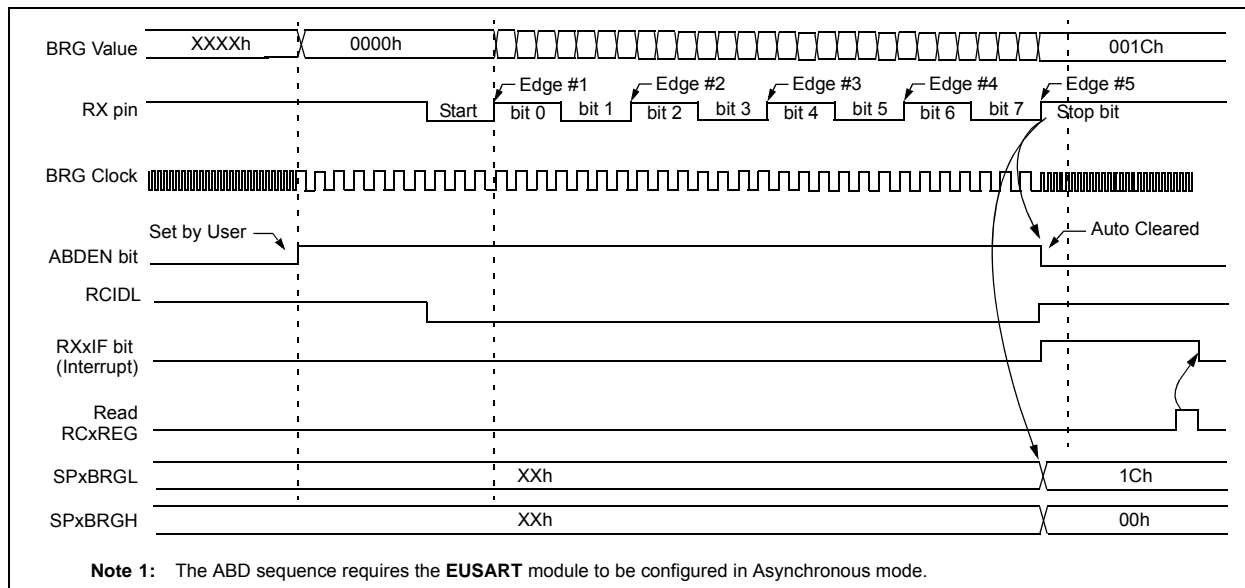 BRG Value XXXXh 0000h 001Ch
Edge #1 Edge #2 Edge #3 Edge #4 Edge #5
RX pin Start bit 0 bit 1 bit 2 bit 3 bit 4 bit 5 bit 6 bit 7 Stop bit
BRG Clock
Set by User Auto Cleared
ABDEN bit
RCIDL
RXxIF bit
(Interrupt)
Read
RCxREG
SPxBRGL XXh 1Ch
SPxBRGH XXh 00h
Note 1: The ABD sequence requires the EUSART module to be configured in Asynchronous mode.